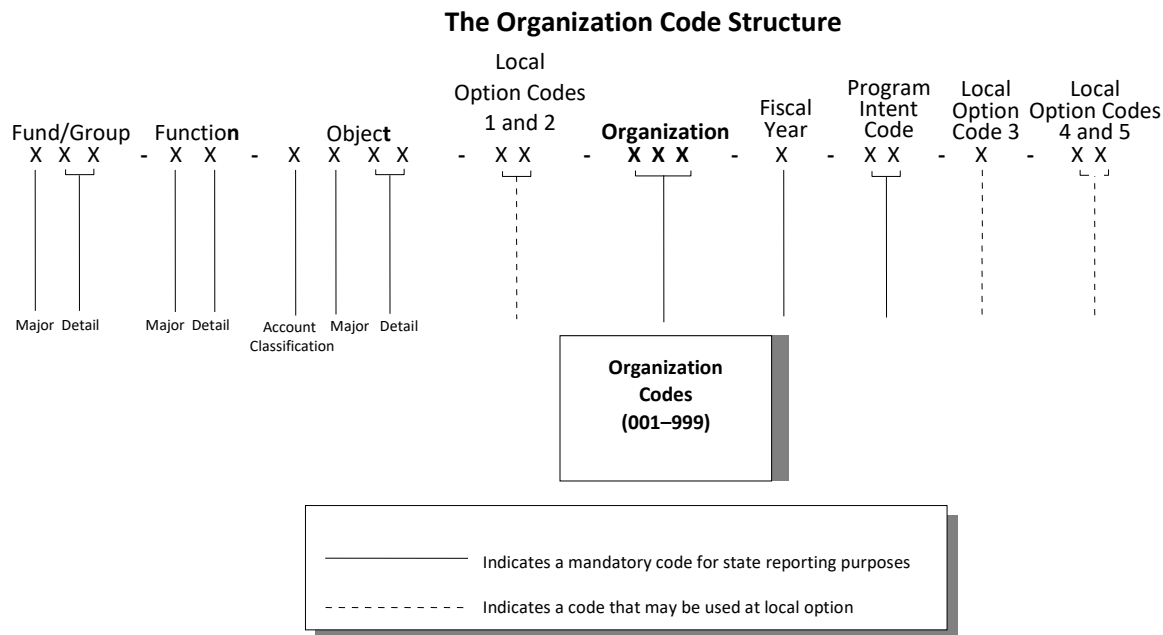 The Organization Code Structure
Local
Option Codes
1 and 2
Fiscal
Year
Program
Intent
Code
Local
Option
Code 3
Local
Option Codes
4 and 5
Fund/Group Function Object Organization
X X X - X X - X X X X - X X - X X X - X - X X - X - X X
Major Detail Major Detail Account Classification Major Detail
Organization
Codes
(001–999)
Indicates a mandatory code for state reporting purposes
Indicates a code that may be used at local option